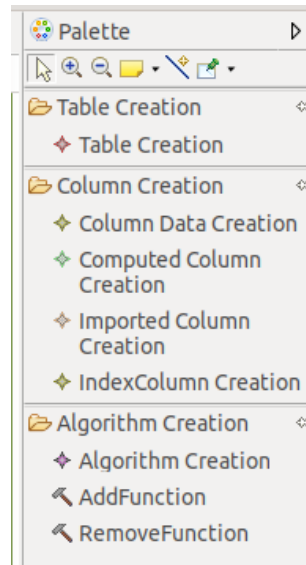 Palette
Table Creation
Table Creation
Column Creation
Column Data Creation
Computed Column
Creation
Imported Column
Creation
IndexColumn Creation
Algorithm Creation
Algorithm Creation
AddFunction
RemoveFunction